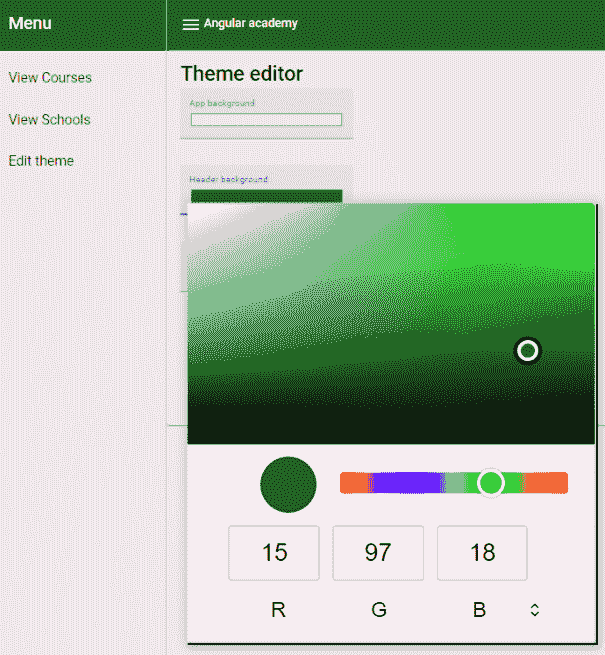 Menu
Angular academy
View Courses
View Schools
Edit theme
Theme editor
App background
Header background
15 97 18
R G B